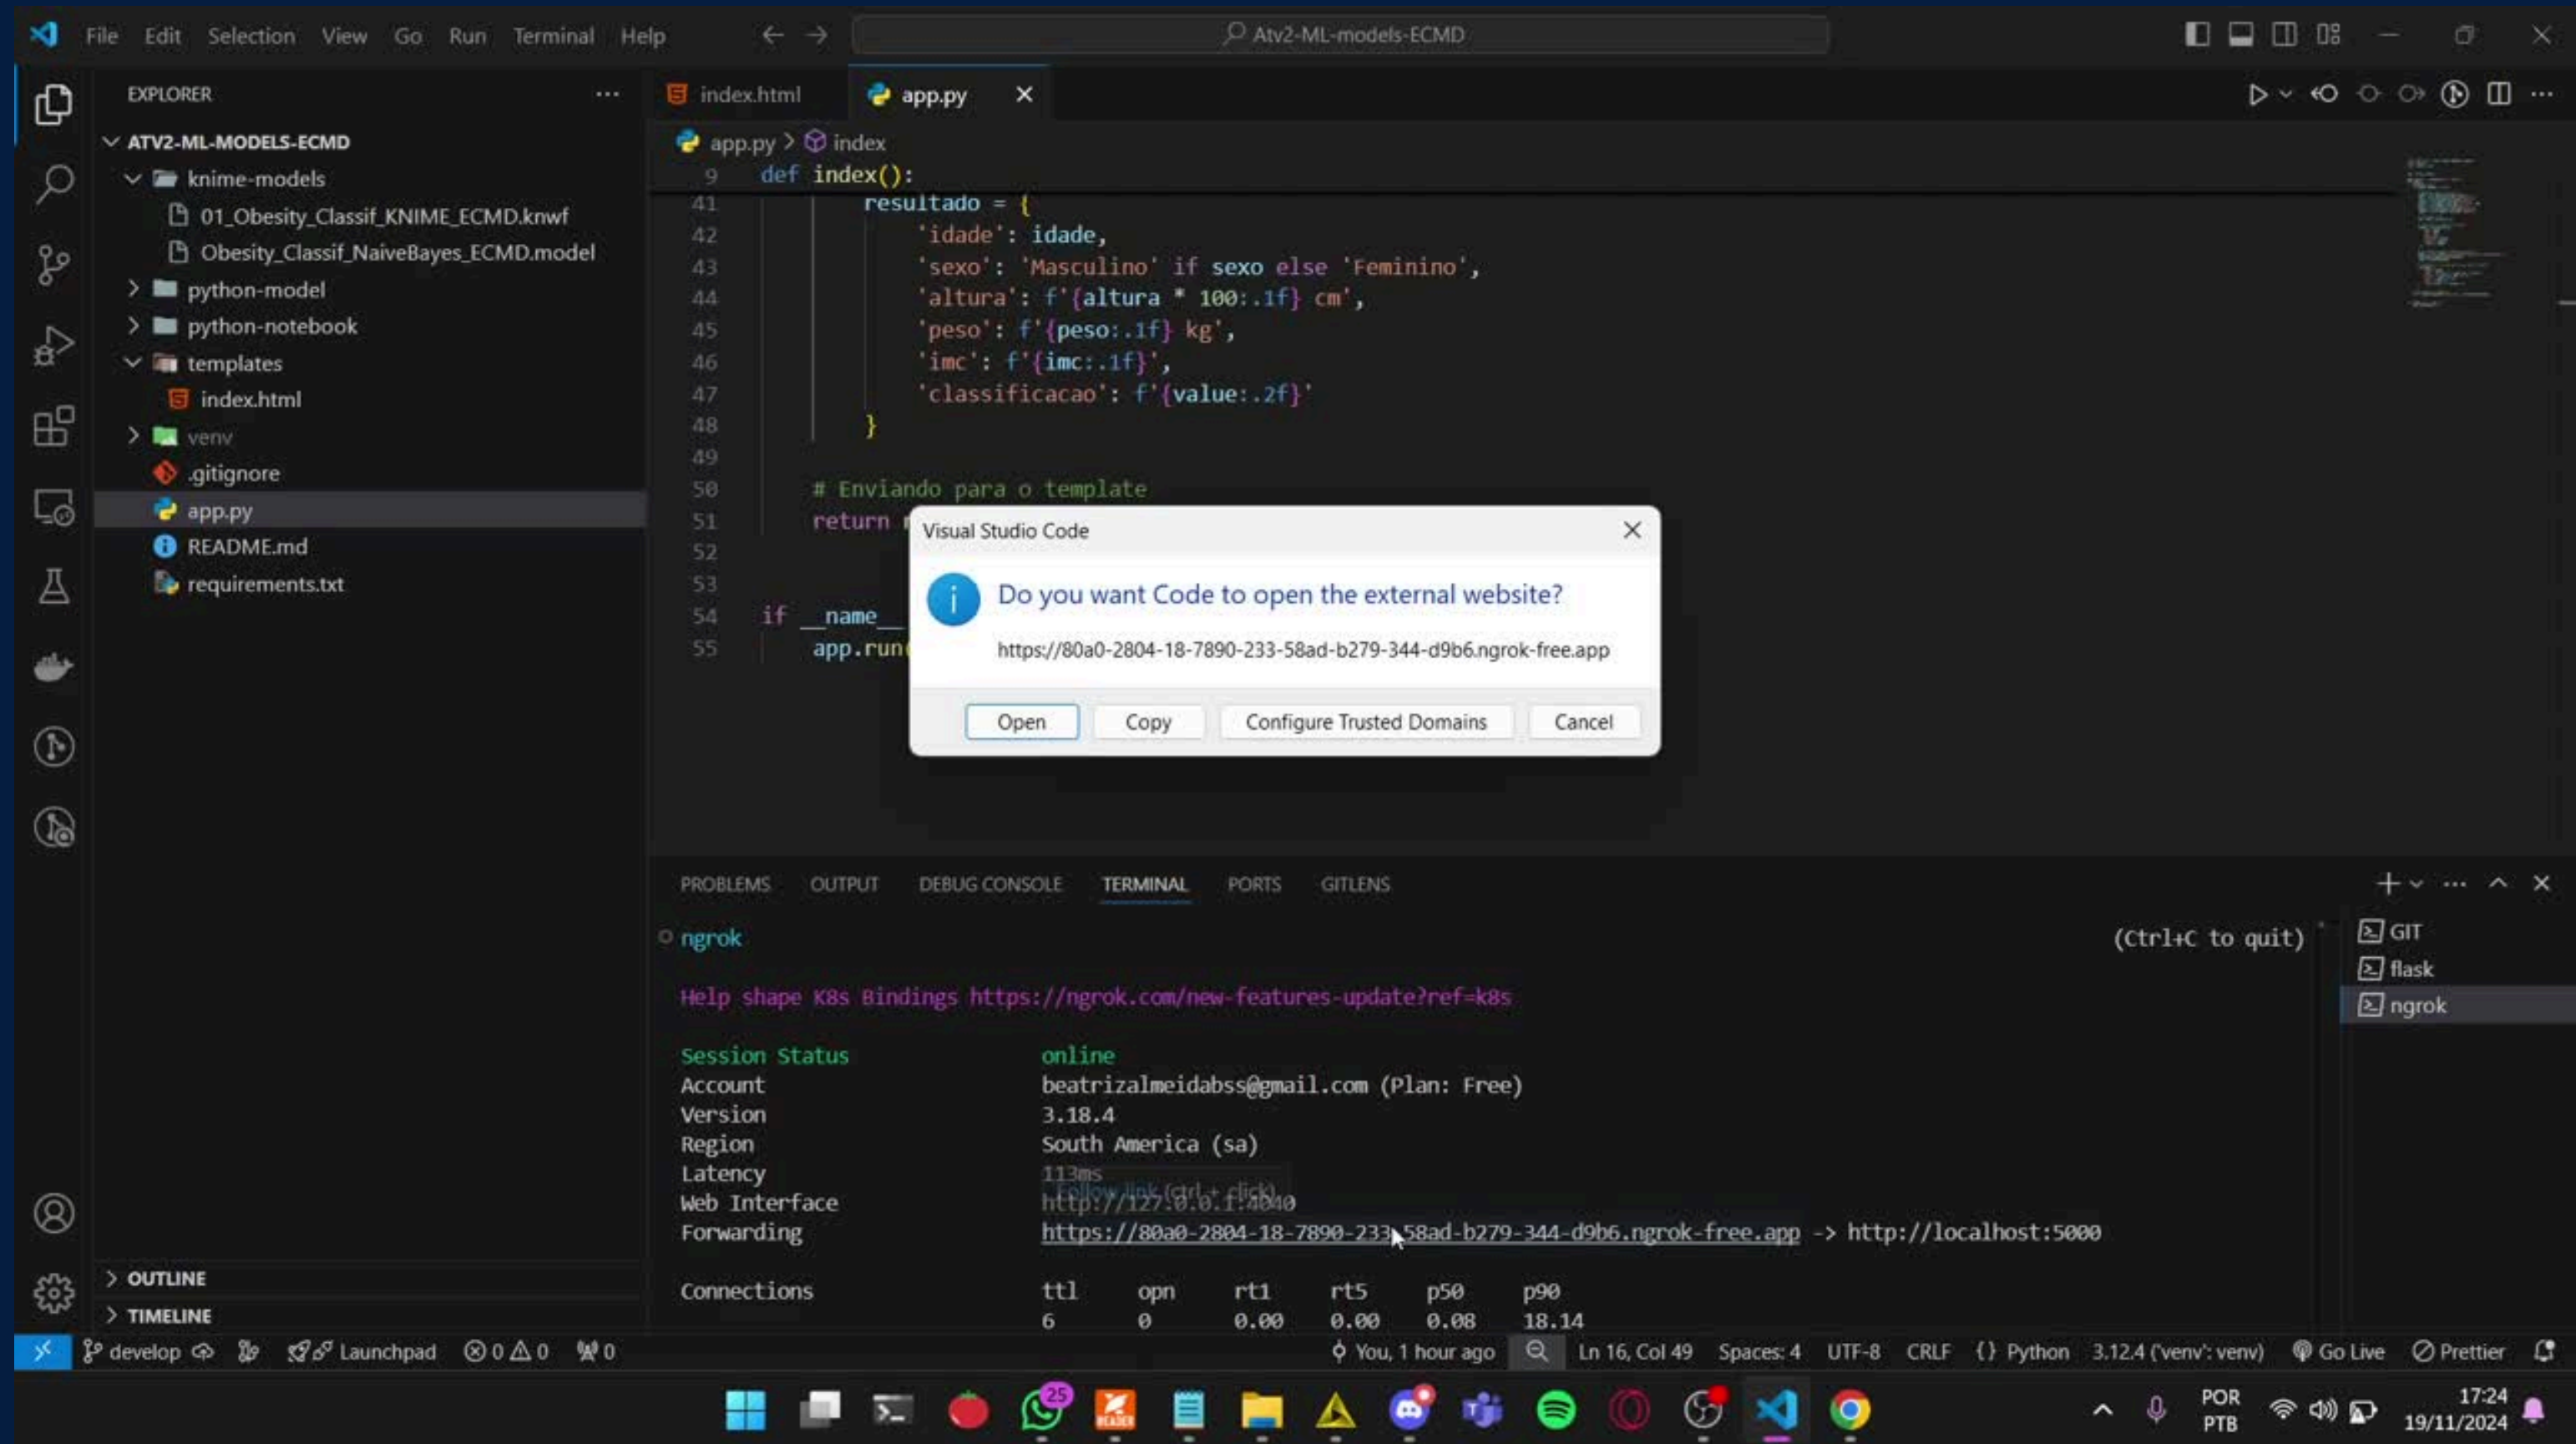 File Edit Selection View Go Run Terminal Help
Atv2-ML-models-ECMD
EXPLORER
ATV2-ML-MODELS-ECMD
knime-models
01_Obesity_Classif_KNIME_ECMD.knwf
Obesity_Classif_NaiveBayes_ECMD.model
python-model
python-notebook
templates
index.html
venv
.gitignore
app.py
README.md
requirements.txt
OUTLINE
TIMELINE
index.html app.py
app.py > index
9 def index():
41 resultado = {
42 'idade': idade,
43 'sexo': 'Masculino' if sexo else 'Feminino',
44 'altura': f'{altura * 100:.1f} cm',
45 'peso': f'{peso:.1f} kg',
46 'imc': f'{imc:.1f}',
47 'classificacao': f'{value:.2f}'
48 }
49
50 # Enviando para o template
51 return
52
53
54 if __name__
55 app.run(
Visual Studio Code
Do you want Code to open the external website?
https://80a0-2804-18-7890-233-58ad-b279-344-d9b6.ngrok-free.app
Open Copy Configure Trusted Domains Cancel
PROBLEMS OUTPUT DEBUG CONSOLE TERMINAL PORTS GITLENS
ngrok (Ctrl+C to quit)
Help shape K8s Bindings https://ngrok.com/new-features-update?ref=k8s
Session Status online
Account beatrizalmeidabss@gmail.com (Plan: Free)
Version 3.18.4
Region South America (sa)
Latency 113ms
Follow link (ctrl + click)
Web Interface http://127.0.0.1:4040
Forwarding https://80a0-2804-18-7890-233-58ad-b279-344-d9b6.ngrok-free.app -> http://localhost:5000
Connections ttl opn rt1 rt5 p50 p90
6 0 0.00 0.00 0.08 18.14
GIT
flask
ngrok
develop Launchpad 0 0 0 You, 1 hour ago Ln 16, Col 49 Spaces: 4 UTF-8 CRLF {} Python 3.12.4 ('venv': venv) Go Live Prettier
25
READER
POR
PTB
17:24
19/11/2024